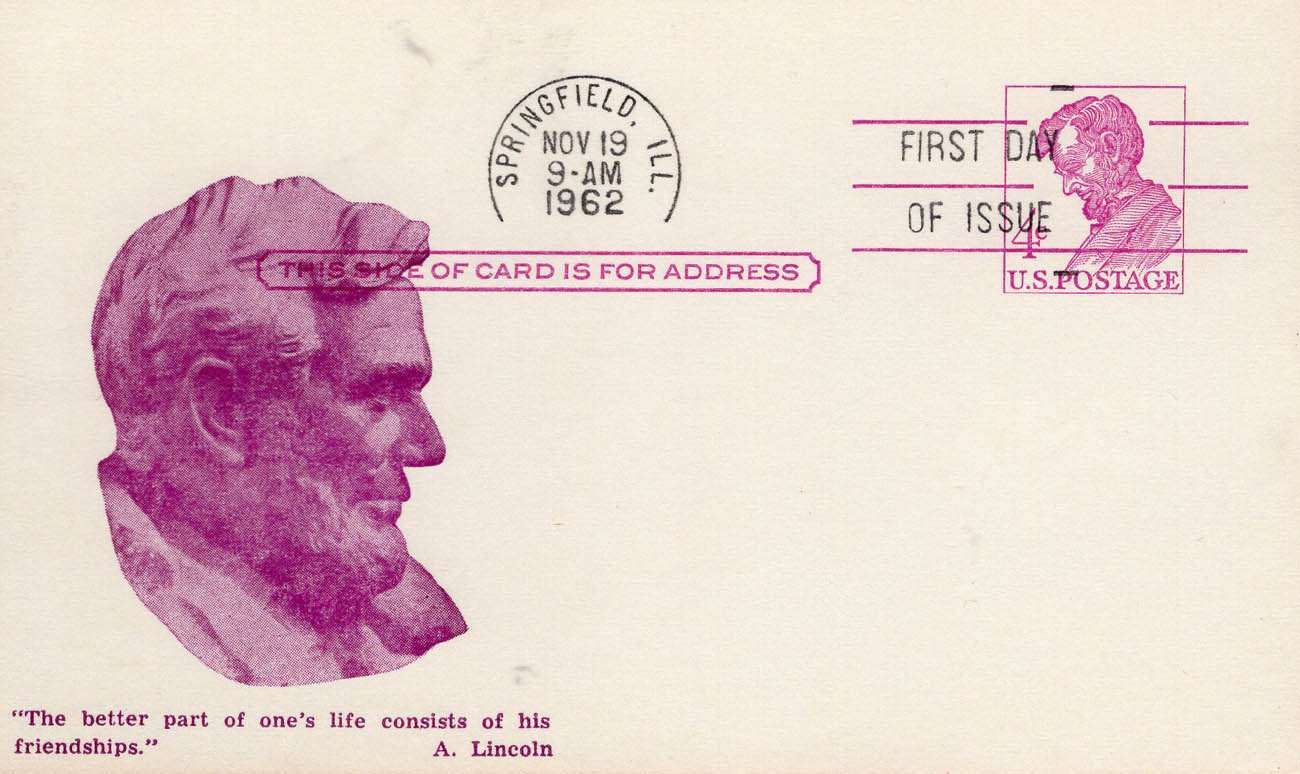 SPRINGFIELD, ILL.
NOV 19
9-AM
1962
FIRST DAY
OF ISSUE
4c
U.S.POSTAGE
THIS SIDE OF CARD IS FOR ADDRESS
“The better part of one’s life consists of his
friendships.” A. Lincoln